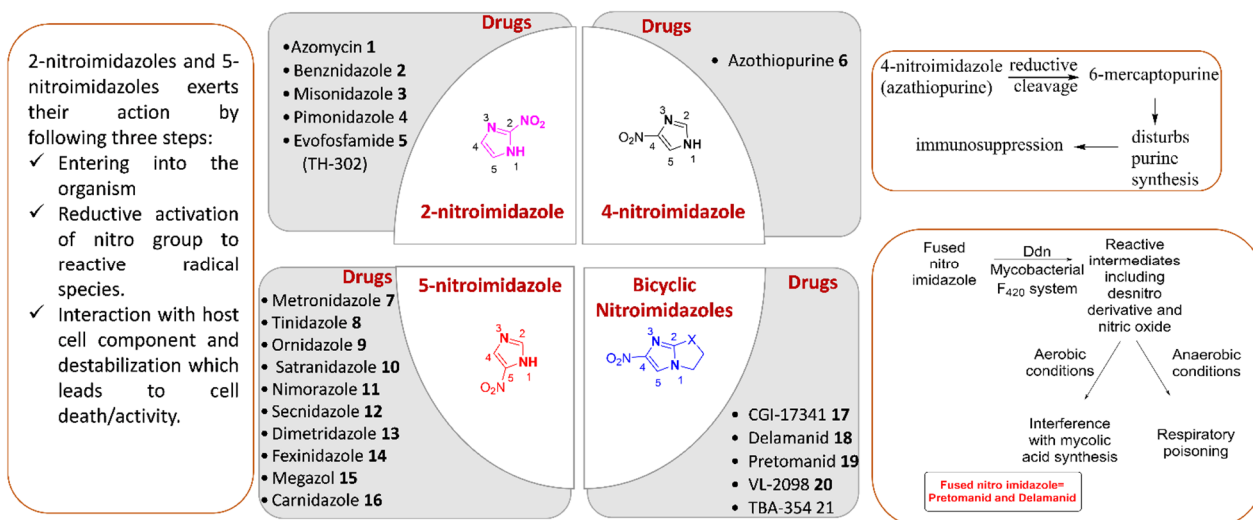 2-nitroimidazoles and 5-
nitroimidazoles exerts
their action by
following three steps:
✓ Entering into the
organism
✓ Reductive activation
of nitro group to
reactive radical
species.
✓ Interaction with host
cell component and
destabilization which
leads to cell
death/activity.
Drugs
• Azomycin 1
• Benznidazole 2
• Misonidazole 3
• Pimonidazole 4
• Evofosfamide 5
(TH-302)
3
N
2
NO₂
4
NH
5
1
2-nitroimidazole
Drugs
• Azothiopurine 6
3
N
2
O₂N
4
NH
5
1
4-nitroimidazole
Drugs
• Metronidazole 7
• Tinidazole 8
• Ornidazole 9
• Satranidazole 10
• Nimorazole 11
• Secnidazole 12
• Dimetridazole 13
• Fexinidazole 14
• Megazol 15
• Carnidazole 16
5-nitroimidazole
3
N
2
4
NH
5
1
O₂N
Bicyclic
Nitroimidazoles
3
N
2
X
O₂N
4
N
5
1
Drugs
• CGI-17341 17
• Delamanid 18
• Pretomanid 19
• VL-2098 20
• TBA-354 21
4-nitroimidazole
(azathiopurine)
reductive
cleavage
6-mercaptopurine
disturbs
purine
synthesis
immunosuppression
Fused
nitro
imidazole
Ddn
Mycobacterial
F₄₂₀ system
Reactive
intermediates
including
desnitro
derivative and
nitric oxide
Aerobic
conditions
Anaerobic
conditions
Interference
with mycolic
acid synthesis
Respiratory
poisoning
Fused nitro imidazole=
Pretomanid and Delamanid